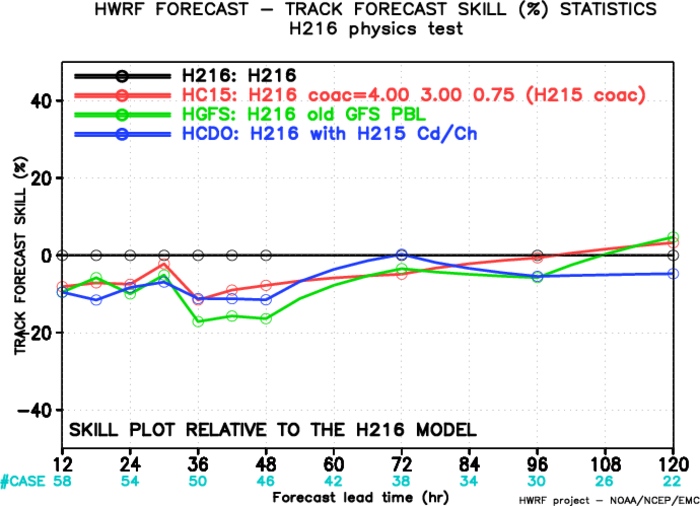 HWRF FORECAST – TRACK FORECAST SKILL (%) STATISTICS
H216 physics test
H216: H216
HC15: H216 coac=4.00 3.00 0.75 (H215 coac)
HGFS: H216 old GFS PBL
HCDO: H216 with H215 Cd/Ch
TRACK FORECAST SKILL (%)
40
20
0
−20
−40
SKILL PLOT RELATIVE TO THE H216 MODEL
12 24 36 48 60 72 84 96 108 120
#CASE 58 54 50 46 42 38 34 30 26 22
Forecast lead time (hr)
HWRF project – NOAA/NCEP/EMC